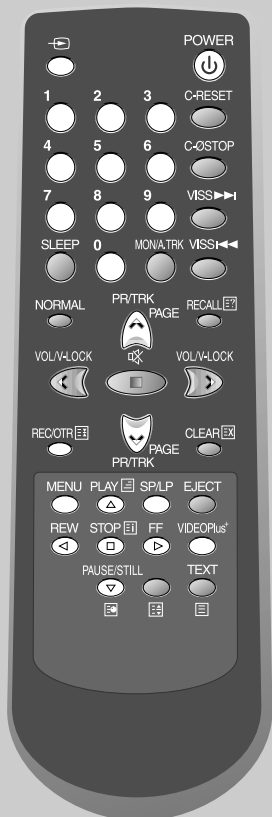 POWER
1 2 3 C-RESET
4 5 6 C-ØSTOP
7 8 9 VISS
SLEEP 0 MON/A.TRK VISS
NORMAL PR/TRK PAGE RECALL
VOL/V-LOCK VOL/V-LOCK
REC/OTR PAGE CLEAR
PR/TRK
MENU PLAY SP/LP EJECT
REW STOP FF VIDEOPlus+
PAUSE/STILL TEXT